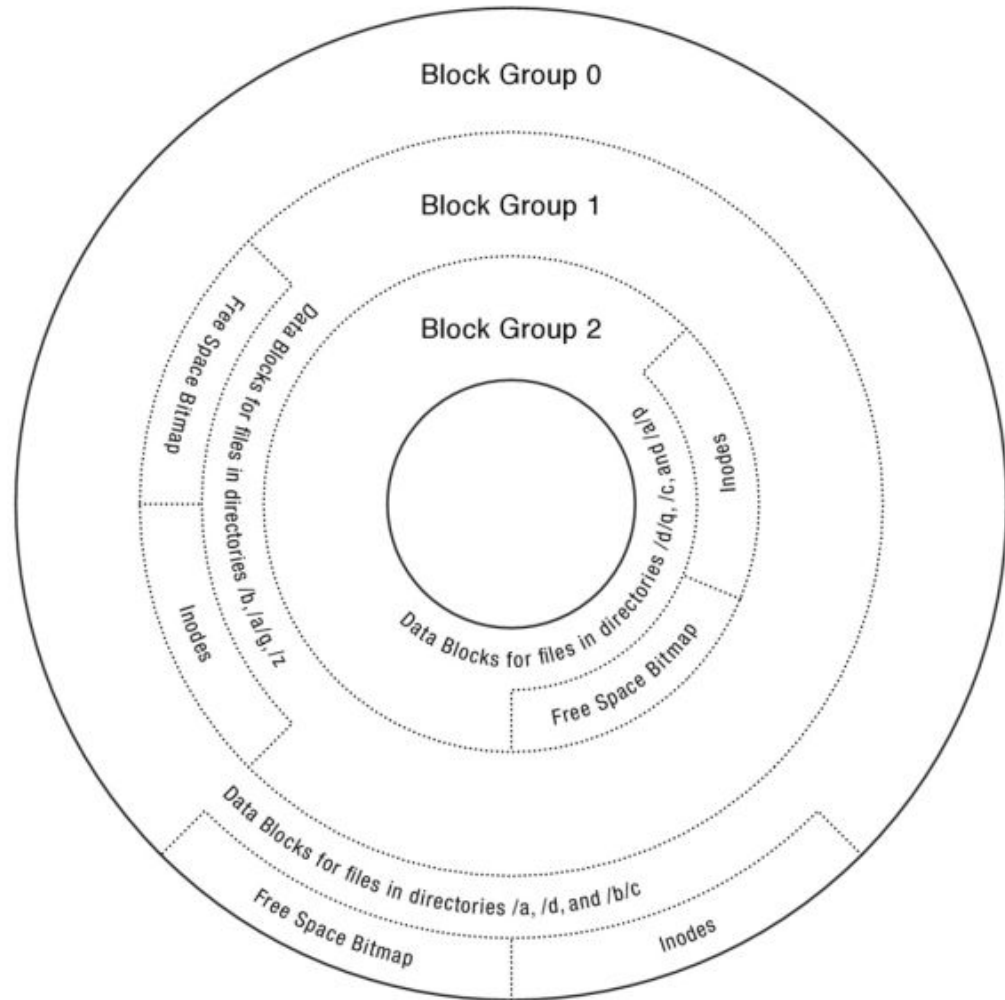 Block Group 0
Block Group 1
Block Group 2
Free Space Bitmap
Inodes
Data Blocks for files in directories /b, /a/g, /z
Inodes
Free Space Bitmap
Data Blocks for files in directories /d/q, /c, and /a/p
Data Blocks for files in directories /a, /d, and /b/c
Free Space Bitmap
Inodes